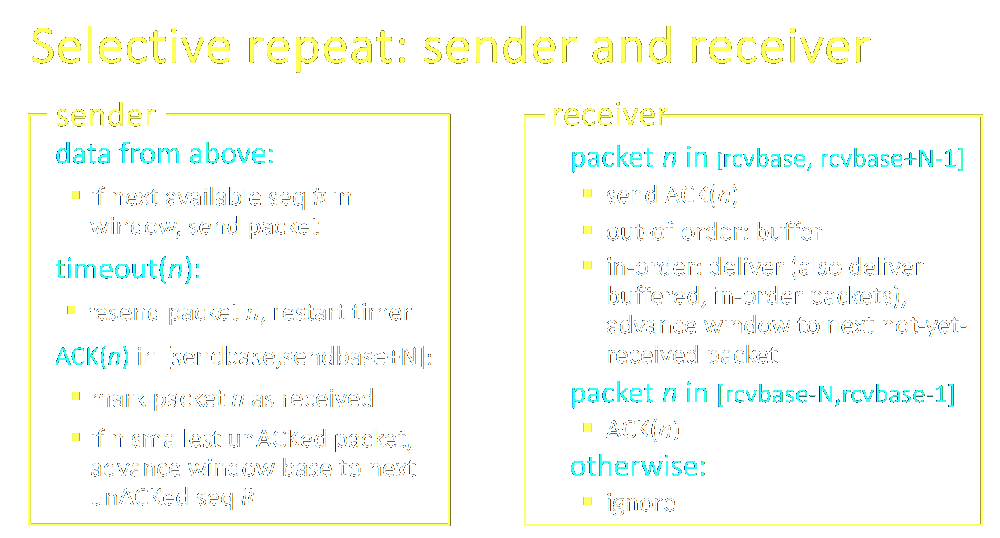 Selective repeat: sender and receiver
sender
data from above:
if next available seq # in
window, send packet
timeout(n):
resend packet n, restart timer
ACK(n) in [sendbase,sendbase+N]:
mark packet n as received
if n smallest unACKed packet,
advance window base to next
unACKed seq #
receiver
packet n in [rcvbase, rcvbase+N-1]
send ACK(n)
out-of-order: buffer
in-order: deliver (also deliver
buffered, in-order packets),
advance window to next not-yet-
received packet
packet n in [rcvbase-N,rcvbase-1]
ACK(n)
otherwise:
ignore